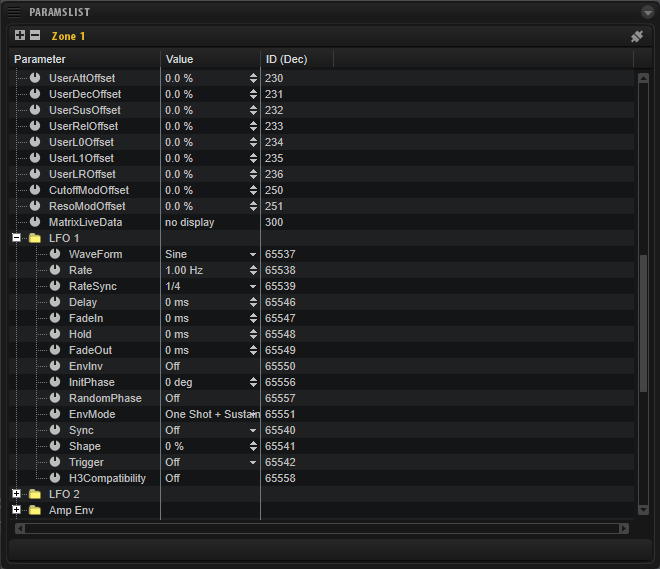 PARAMSLIST
Zone 1
Parameter Value ID (Dec)
UserAttOffset 0.0 % 230
UserDecOffset 0.0 % 231
UserSusOffset 0.0 % 232
UserRelOffset 0.0 % 233
UserL0Offset 0.0 % 234
UserL1Offset 0.0 % 235
UserLROffset 0.0 % 236
CutoffModOffset 0.0 % 250
ResoModOffset 0.0 % 251
MatrixLiveData no display 300
LFO 1
WaveForm Sine 65537
Rate 1.00 Hz 65538
RateSync 1/4 65539
Delay 0 ms 65546
FadeIn 0 ms 65547
Hold 0 ms 65548
FadeOut 0 ms 65549
EnvInv Off 65550
InitPhase 0 deg 65556
RandomPhase Off 65557
EnvMode One Shot + Sustain 65551
Sync Off 65540
Shape 0 % 65541
Trigger Off 65542
H3Compatibility Off 65558
LFO 2
Amp Env